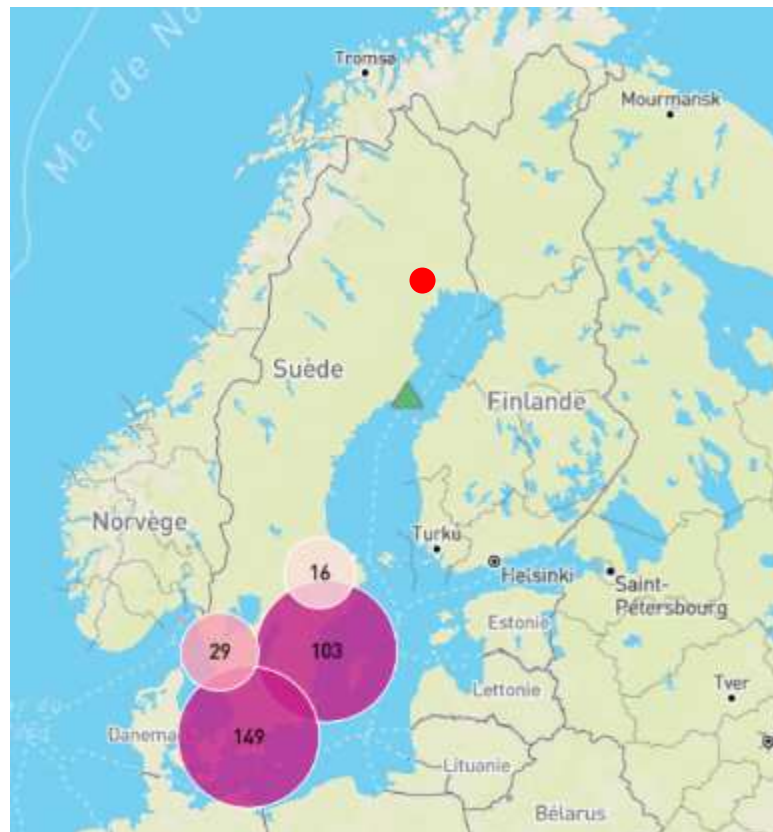 Mer de No
Tromsø
Mourmansk
Suède
Finlande
Norvège
Turku
Helsinki
Saint-
Pétersbourg
16
Estonie
29
103
Lettonie
Tver
Danema
149
Lituanie
Bélarus